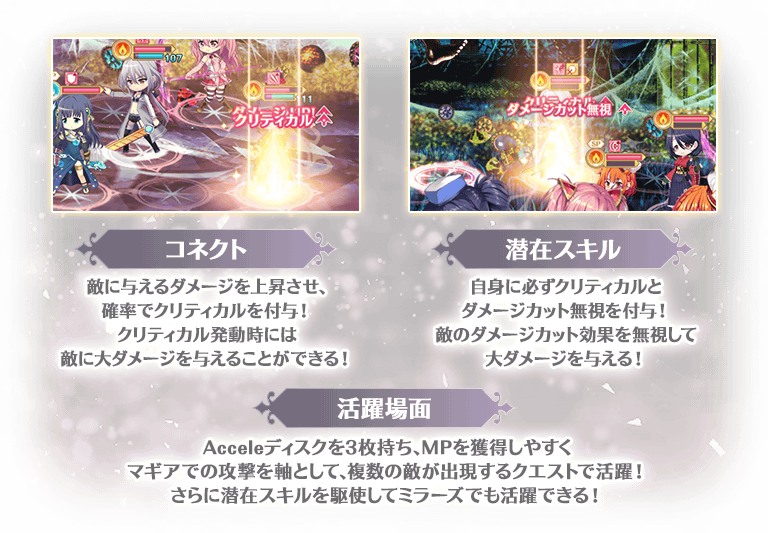 107
11
クリティカル!
ダメージカット無視
コネクト
敵に与えるダメージを上昇させ、
確率でクリティカルを付与!
クリティカル発動時には
敵に大ダメージを与えることができる!
潜在スキル
自身に必ずクリティカルと
ダメージカット無視を付与!
敵のダメージカット効果を無視して
大ダメージを与える!
活躍場面
Acceleディスクを3枚持ち、MPを獲得しやすく
マギアでの攻撃を軸として、複数の敵が出現するクエストで活躍!
さらに潜在スキルを駆使してミラーズでも活躍できる!